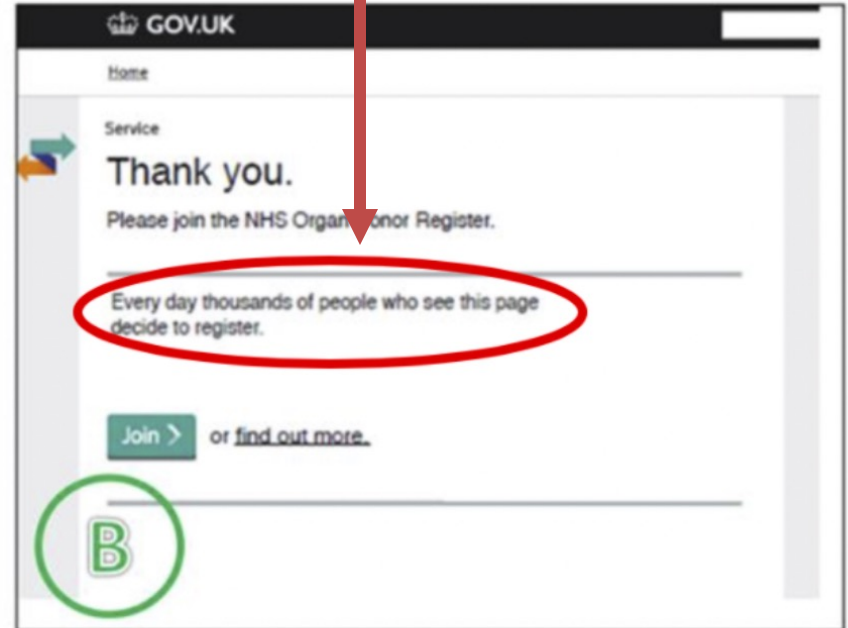 GOV.UK
Home
Service
Thank you.
Please join the NHS Organ onor Register.
Every day thousands of people who see this page
decide to register.
Join > or find out more.
B